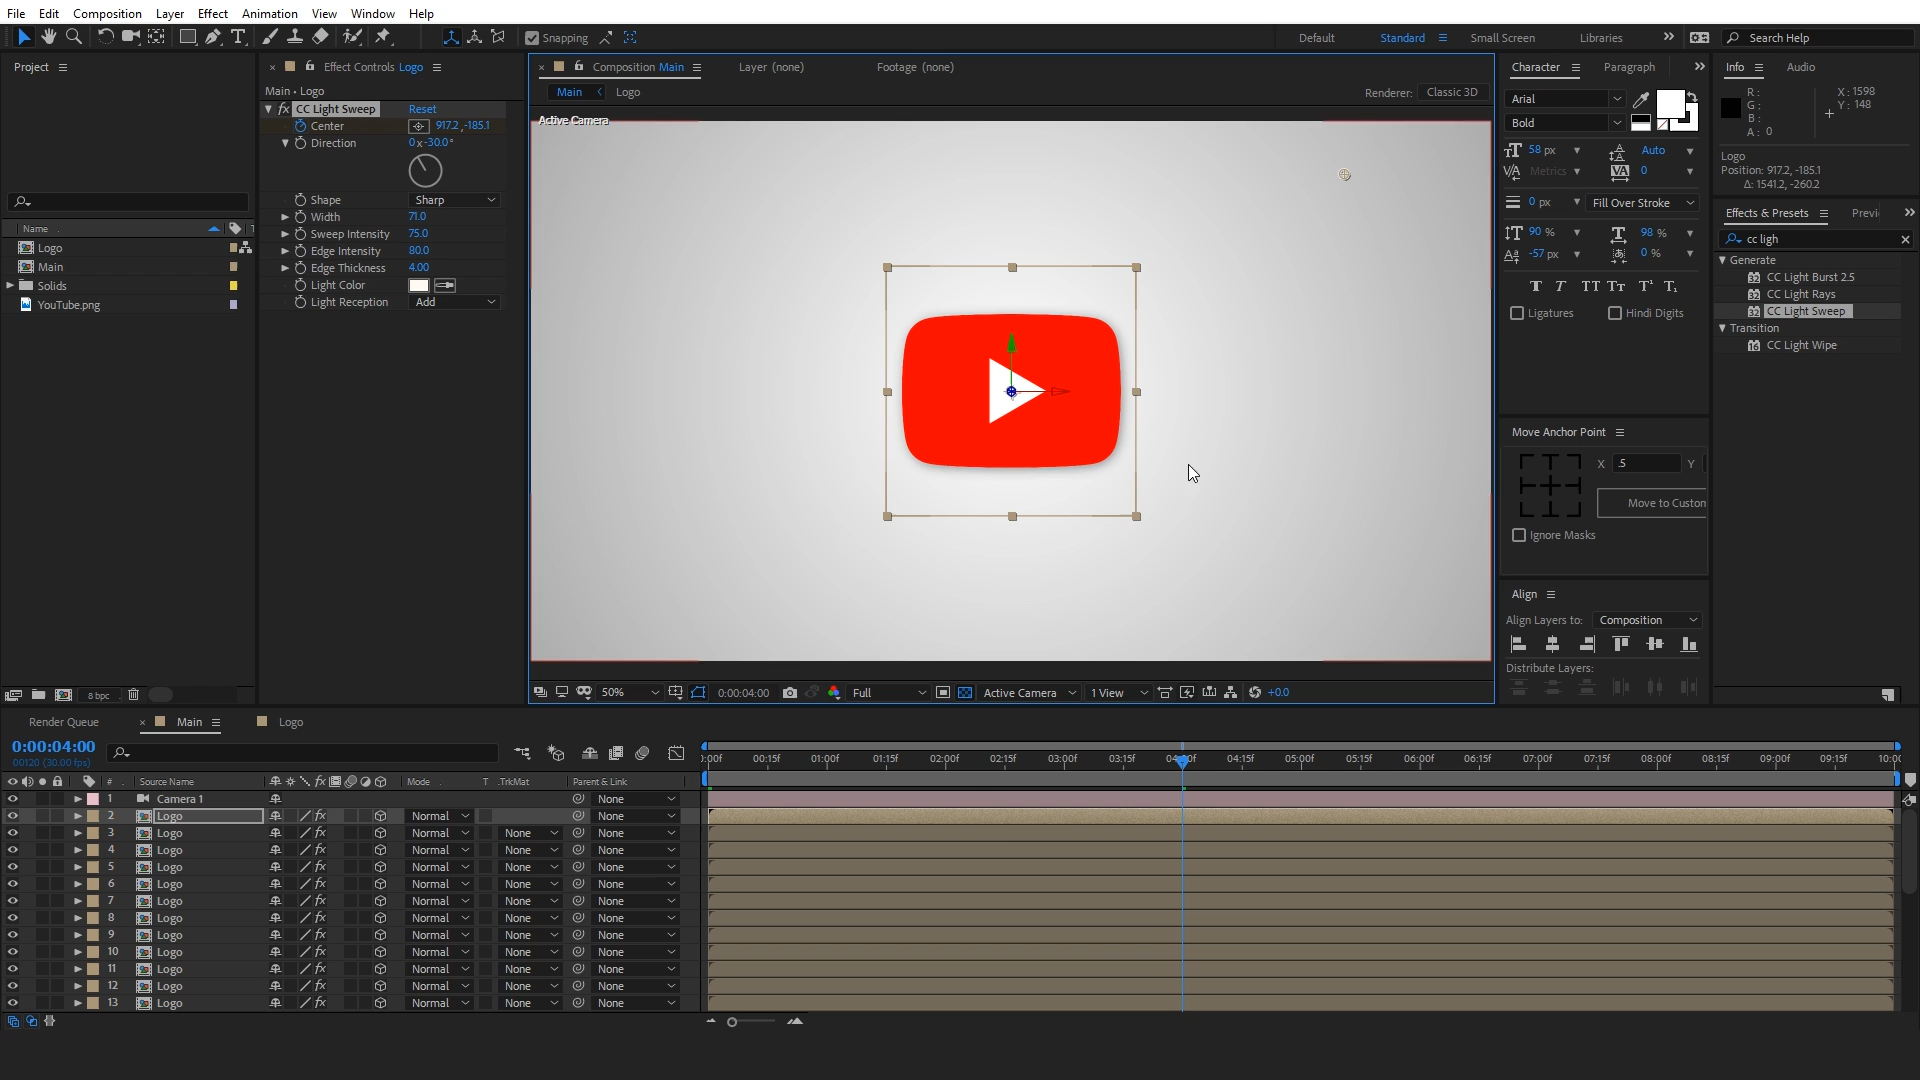 File Edit Composition Layer Effect Animation View Window Help
Snapping Default Standard Small Screen Libraries Search Help
Project
Name
Logo
Main
Solids
YouTube.png
8 bpc
Effect Controls Logo
Main • Logo
fx CC Light Sweep Reset
Center 917.2 ,-185.1
Direction 0x-30.0°
Shape Sharp
Width 71.0
Sweep Intensity 75.0
Edge Intensity 80.0
Edge Thickness 4.00
Light Color
Light Reception Add
Composition Main Layer (none) Footage (none)
Main Logo Renderer: Classic 3D
Active Camera
50% 0:00:04:00 Full Active Camera 1 View +0.0
Character Paragraph
Arial
Bold
58 px Auto
Metrics 0
0 px Fill Over Stroke
90 % 98 %
-57 px 0 %
T T TT Tт T¹ T₁
Ligatures Hindi Digits
Move Anchor Point
X .5 Y
Move to Custom
Ignore Masks
Align
Align Layers to: Composition
Distribute Layers:
Info Audio
R: X: 1598
G: Y: 148
B:
A: 0
Logo
Position: 917.2, -185.1
Δ: 1541.2, -260.2
Effects & Presets Previ
cc ligh
Generate
CC Light Burst 2.5
CC Light Rays
CC Light Sweep
Transition
CC Light Wipe
Render Queue Main Logo
0:00:04:00
00120 (30.00 fps)
:00f 00:15f 01:00f 01:15f 02:00f 02:15f 03:00f 03:15f 04:00f 04:15f 05:00f 05:15f 06:00f 06:15f 07:00f 07:15f 08:00f 08:15f 09:00f 09:15f 10:00
# Source Name Mode T .TrkMat Parent & Link
1 Camera 1 None
2 Logo fx Normal None
3 Logo fx Normal None None
4 Logo fx Normal None None
5 Logo fx Normal None None
6 Logo fx Normal None None
7 Logo fx Normal None None
8 Logo fx Normal None None
9 Logo fx Normal None None
10 Logo fx Normal None None
11 Logo fx Normal None None
12 Logo fx Normal None None
13 Logo fx Normal None None